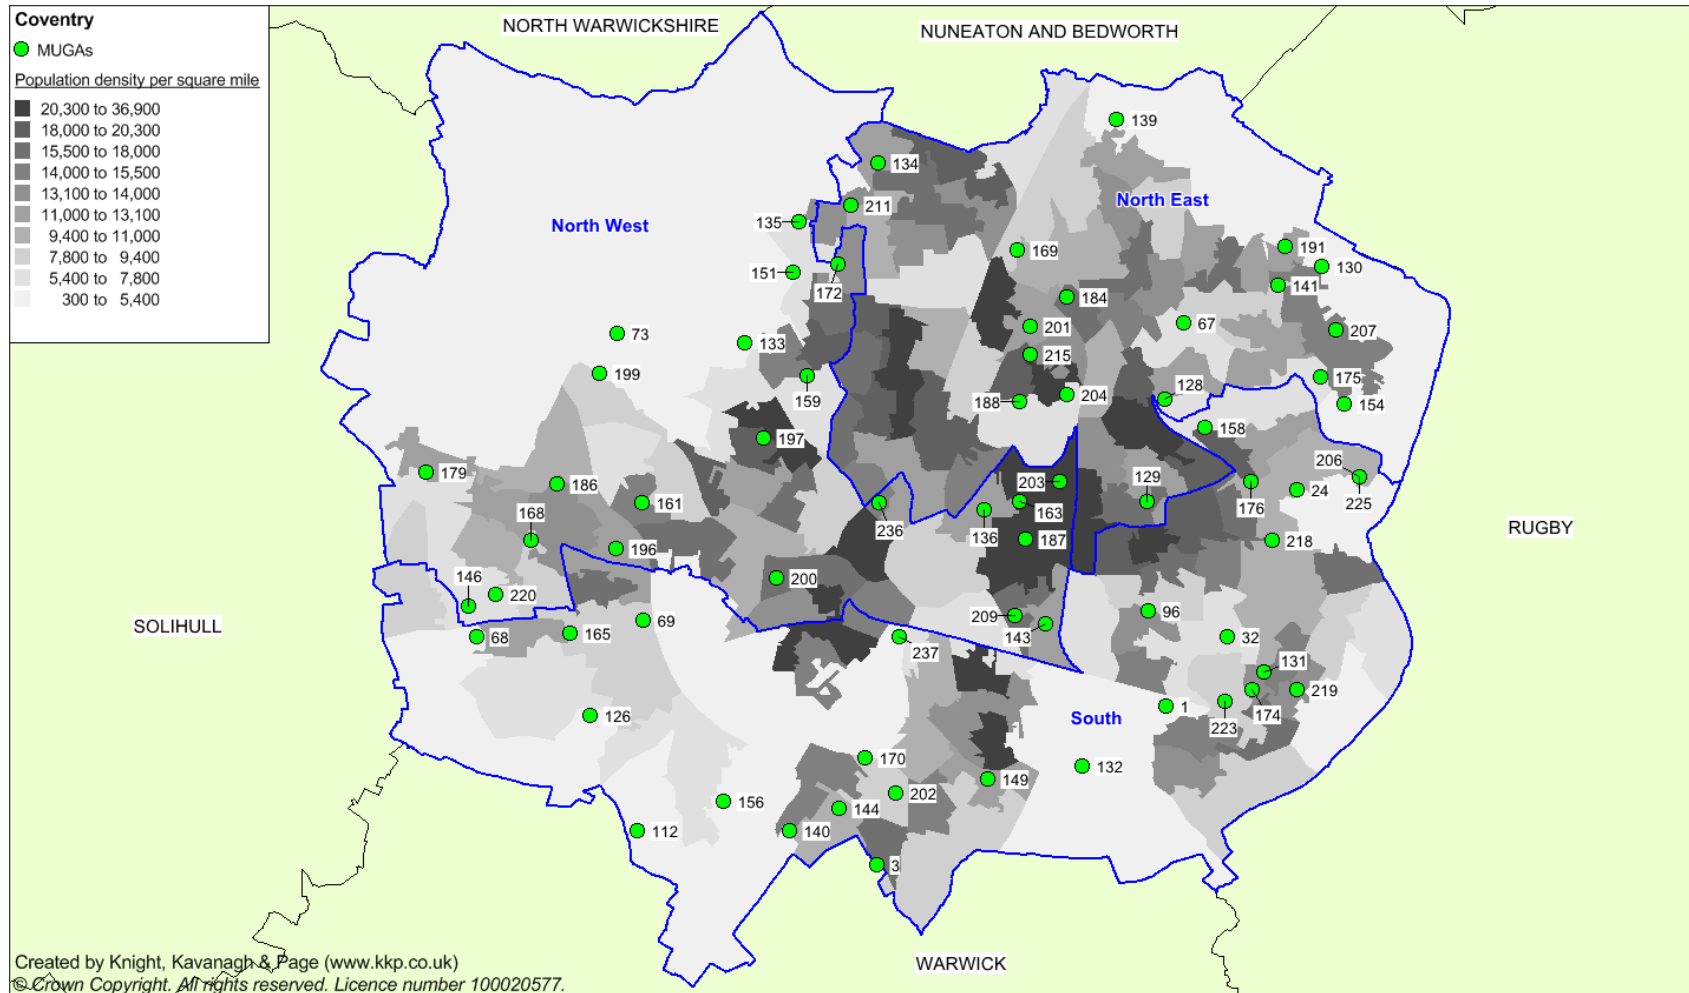 Coventry
MUGAs
Population density per square mile
20,300 to 36,900
18,000 to 20,300
15,500 to 18,000
14,000 to 15,500
13,100 to 14,000
11,000 to 13,100
9,400 to 11,000
7,800 to 9,400
5,400 to 7,800
300 to 5,400
NORTH WARWICKSHIRE
NUNEATON AND BEDWORTH
139
134
North East
211
135
North West
191
169
130
151
172
141
184
201
67
207
73
133
215
199
159
175
188
204
128
154
197
158
206
179
186
203
129
161
163
176
24
225
236
136
RUGBY
168
187
218
196
146
200
220
96
209
SOLIHULL
68
165
69
143
32
237
131
219
174
1
223
126
South
170
132
149
156
202
144
112
140
3
WARWICK
Created by Knight, Kavanagh & Page (www.kkp.co.uk)
© Crown Copyright. All rights reserved. Licence number 100020577.